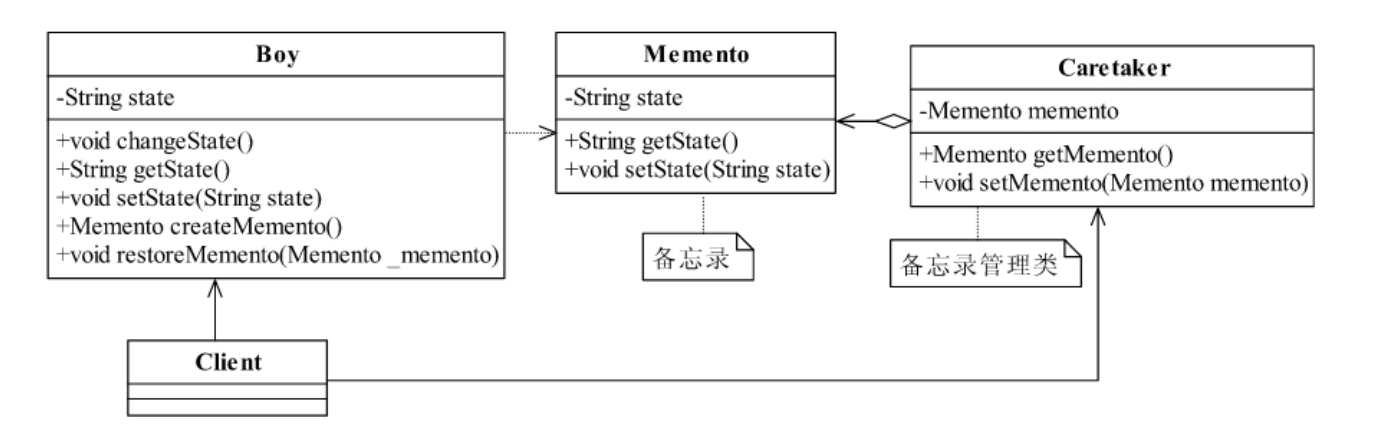 Boy
-String state
+void changeState()
+String getState()
+void setState(String state)
+Memento createMemento()
+void restoreMemento(Memento _memento)
Memento
-String state
+String getState()
+void setState(String state)
备忘录
Caretaker
-Memento memento
+Memento getMemento()
+void setMemento(Memento memento)
备忘录管理类
Client